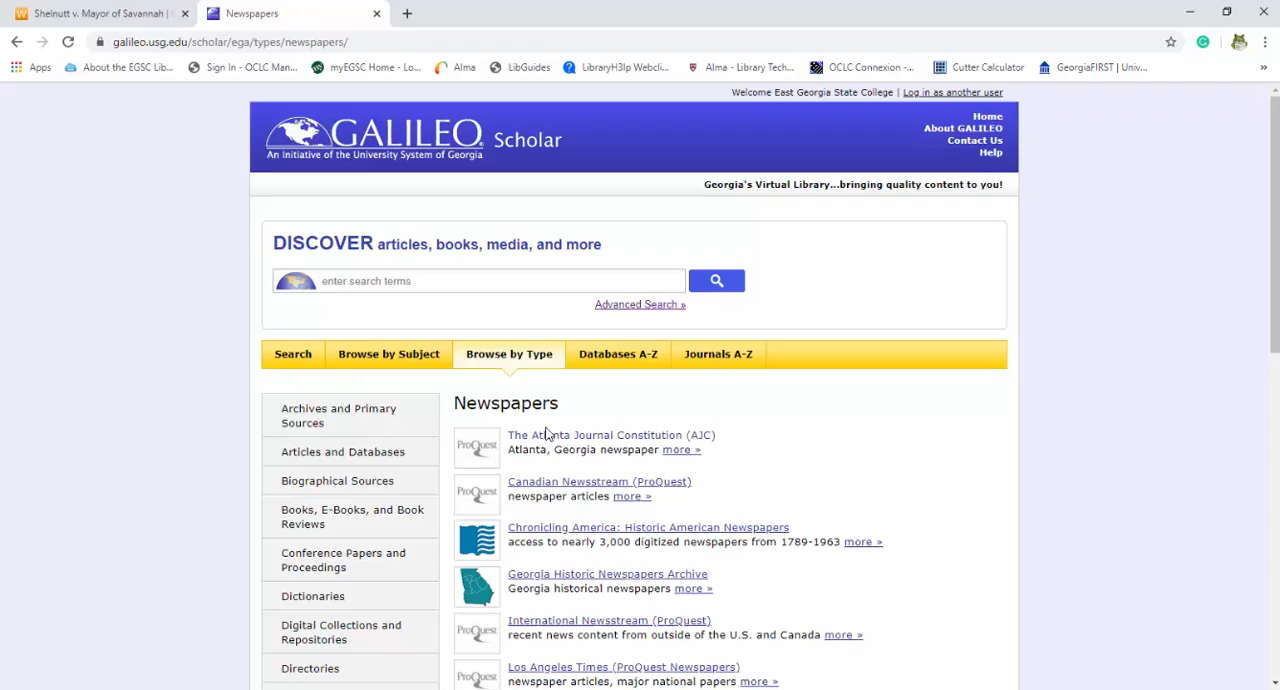 Shelnutt v. Mayor of Savannah |
Newspapers
galileo.usg.edu/scholar/ega/types/newspapers/
Apps About the EGSC Lib... Sign In - OCLC Man... myEGSC Home - Lo... Alma LibGuides LibraryH3lp Webcli... Alma - Library Tech... OCLC Connexion -... Cutter Calculator GeorgiaFIRST | Univ... »
Welcome East Georgia State College | Log in as another user
GALILEO Scholar
An Initiative of the University System of Georgia
Home
About GALILEO
Contact Us
Help
Georgia's Virtual Library...bringing quality content to you!
DISCOVER articles, books, media, and more
enter search terms
Advanced Search »
Search Browse by Subject Browse by Type Databases A-Z Journals A-Z
Archives and Primary
Sources
Articles and Databases
Biographical Sources
Books, E-Books, and Book
Reviews
Conference Papers and
Proceedings
Dictionaries
Digital Collections and
Repositories
Directories
Newspapers
ProQuest
The Atlanta Journal Constitution (AJC)
Atlanta, Georgia newspaper more »
ProQuest
Canadian Newsstream (ProQuest)
newspaper articles more »
Chronicling America: Historic American Newspapers
access to nearly 3,000 digitized newspapers from 1789-1963 more »
Georgia Historic Newspapers Archive
Georgia historical newspapers more »
ProQuest
International Newsstream (ProQuest)
recent news content from outside of the U.S. and Canada more »
ProQuest
Los Angeles Times (ProQuest Newspapers)
newspaper articles, major national papers more »